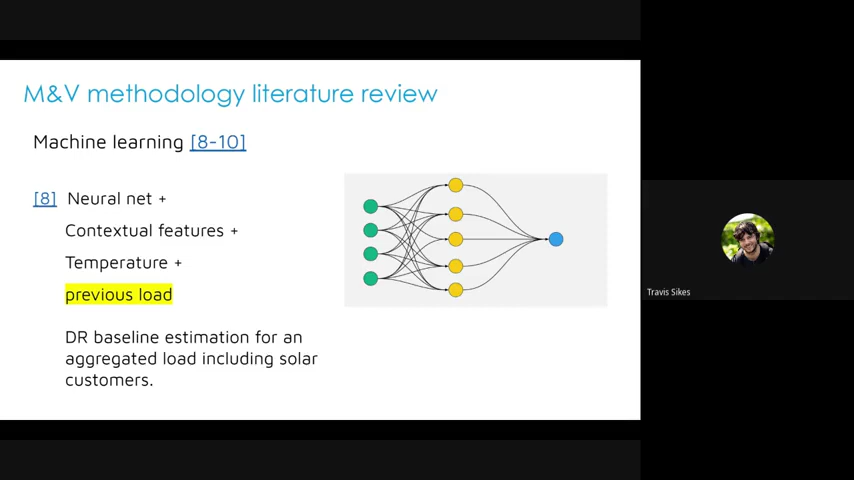 M&V methodology literature review
Machine learning [8-10]
[8] Neural net +
Contextual features +
Temperature +
previous load
DR baseline estimation for an
aggregated load including solar
customers.
Travis Sikes